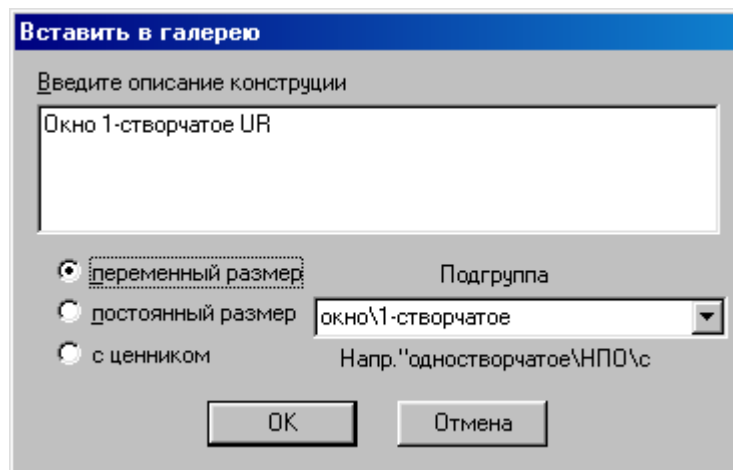 Вставить в галерею
Введите описание конструции
Окно 1-створчатое UR
переменный размер
Подгруппа
постоянный размер
окно\1-створчатое
с ценником
Напр."одностворчатое\НПО\с
OK
Отмена